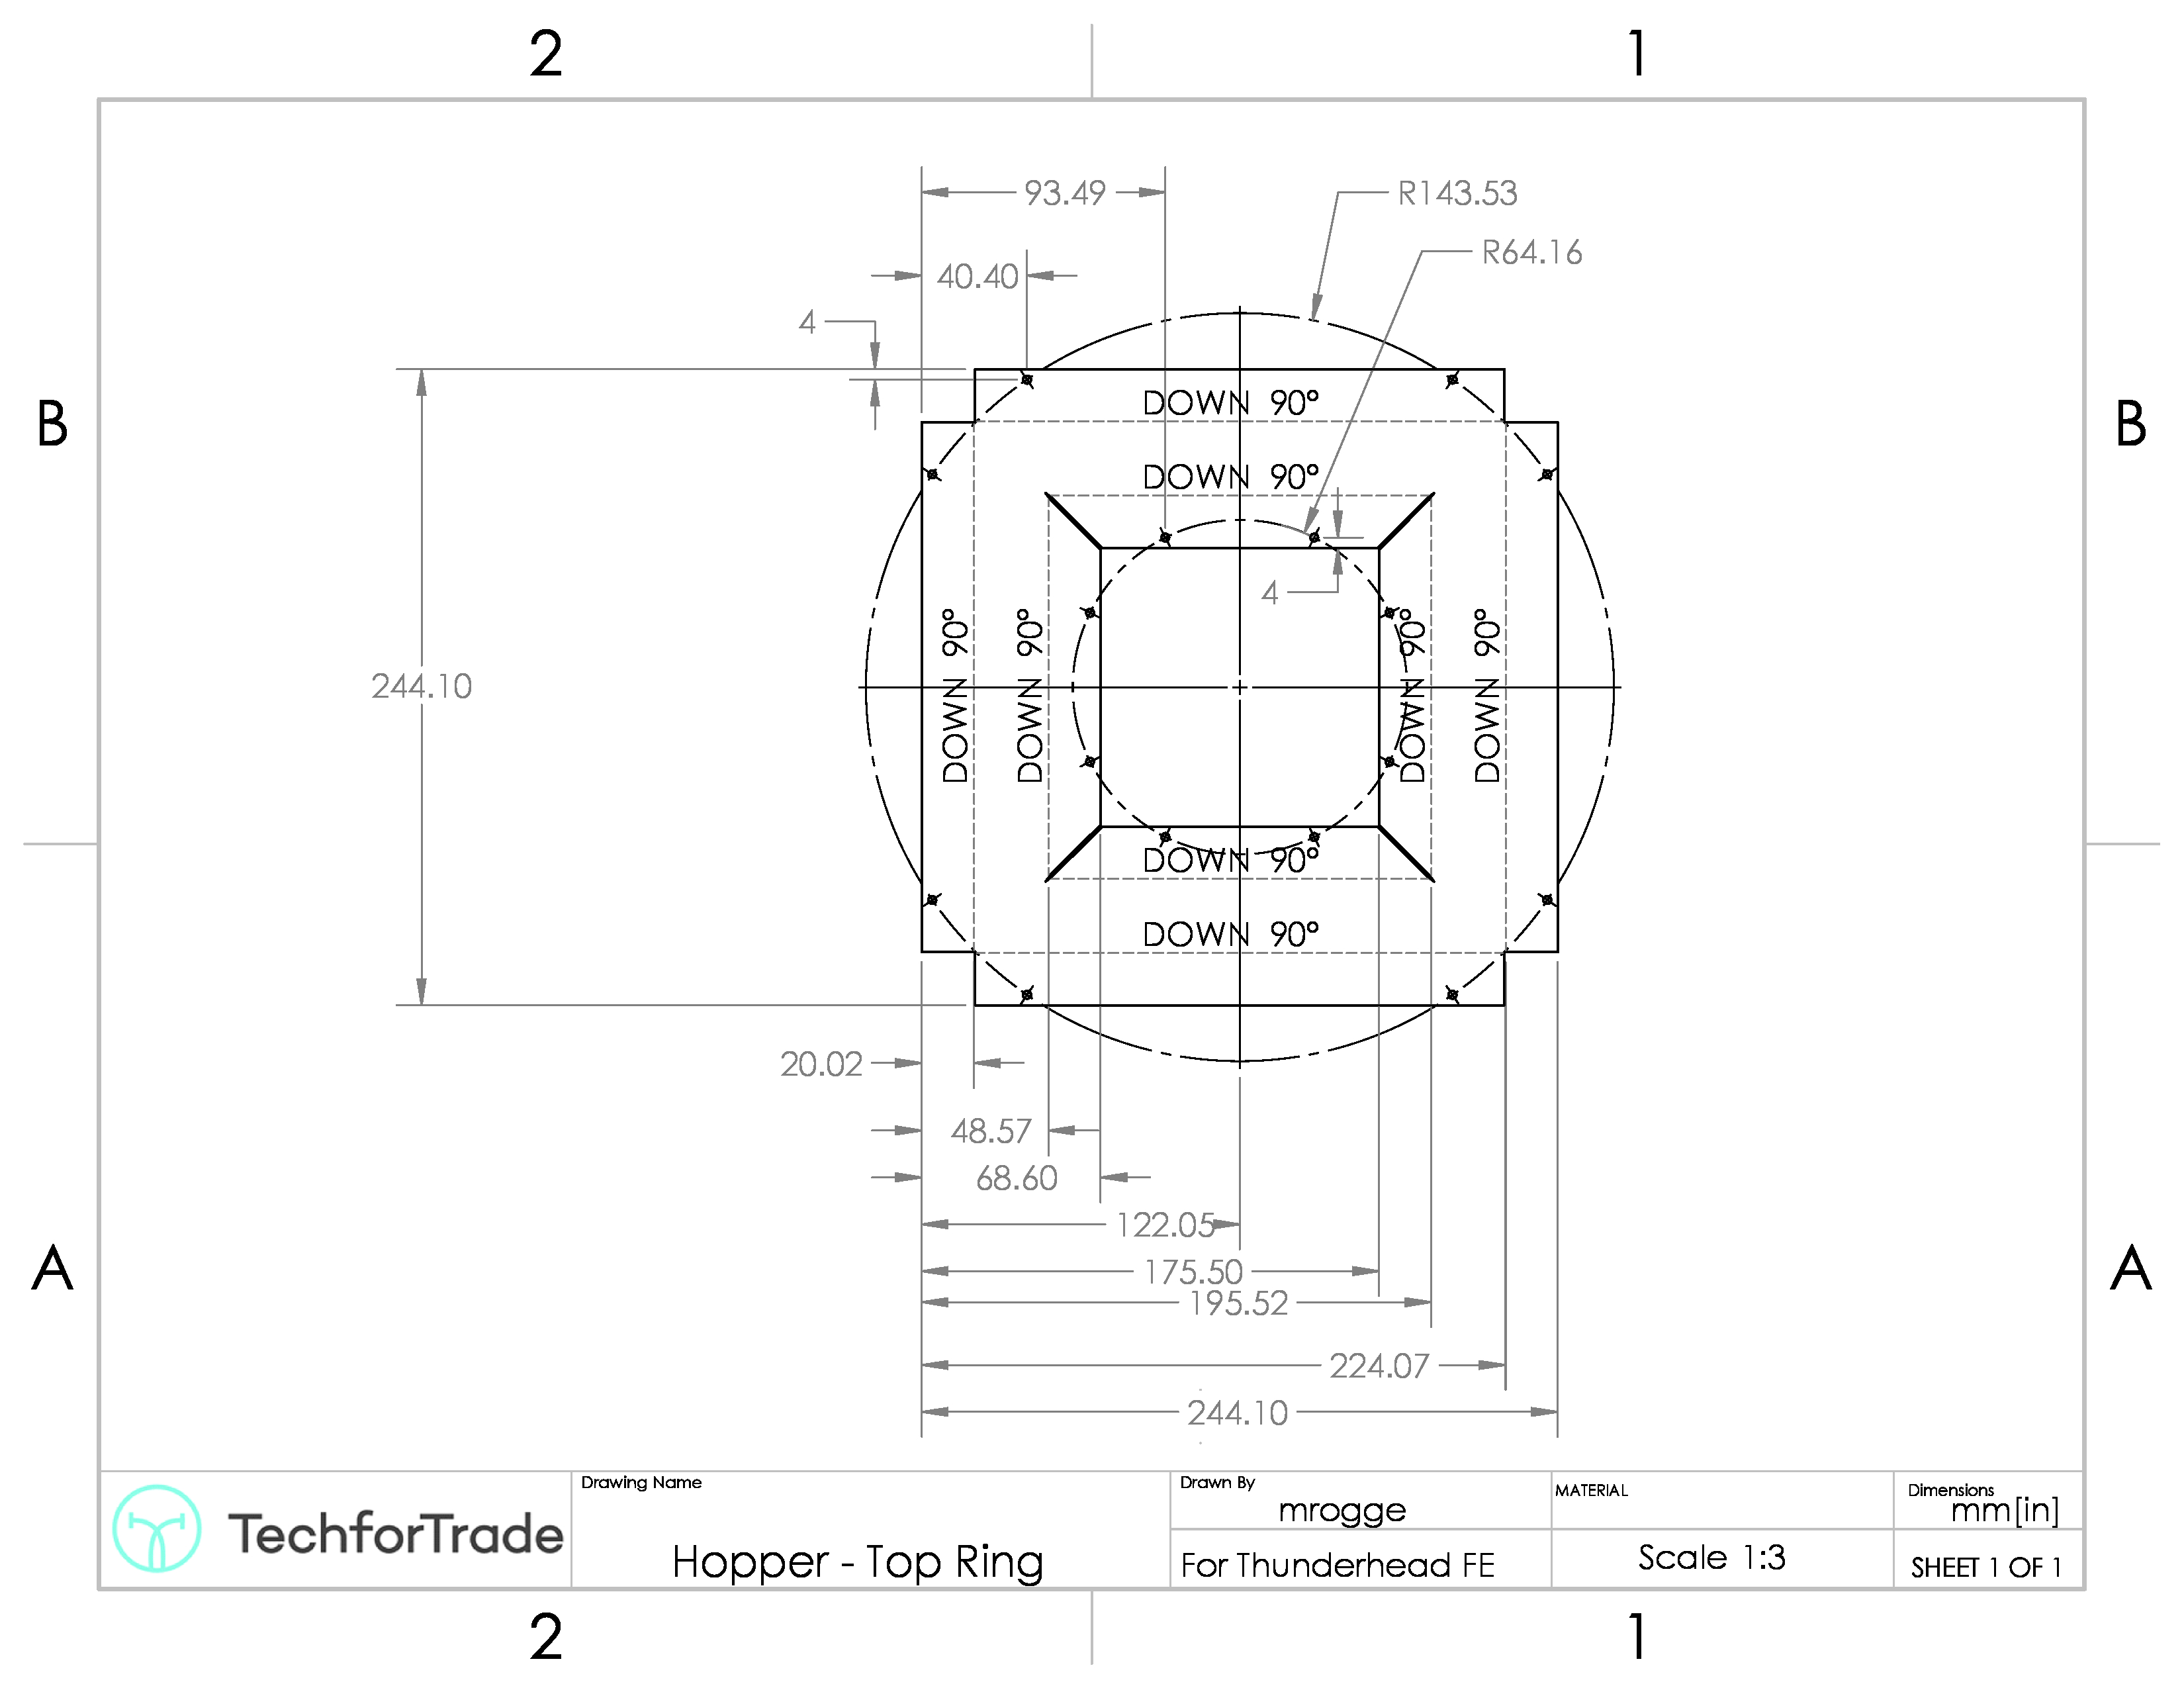 2 1
93.49
R143.53
R64.16
40.40
4
B B
DOWN 90°
DOWN 90°
4
DOWN 90°
DOWN 90°
DOWN 90°
DOWN 90°
244.10
DOWN 90°
DOWN 90°
20.02
48.57
68.60
A A
122.05
175.50
195.52
224.07
244.10
TechforTrade
Drawing Name
Hopper - Top Ring
Drawn By
mrogge
For Thunderhead FE
MATERIAL
Scale 1:3
Dimensions
mm[in]
SHEET 1 OF 1
2 1